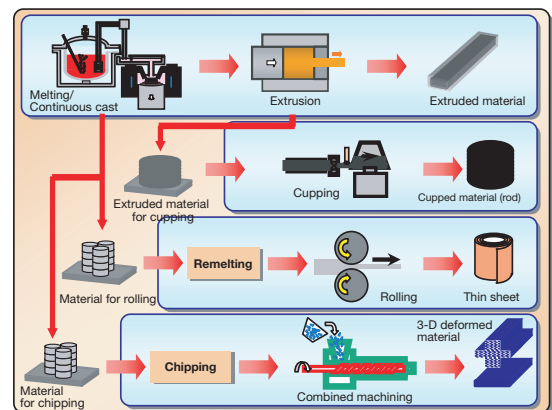 Melting/
Continuous cast
Extrusion
Extruded material
Extruded material
for cupping
Cupping
Cupped material (rod)
Material for rolling
Remelting
Rolling
Thin sheet
Material
for chipping
Chipping
Combined machining
3-D deformed
material